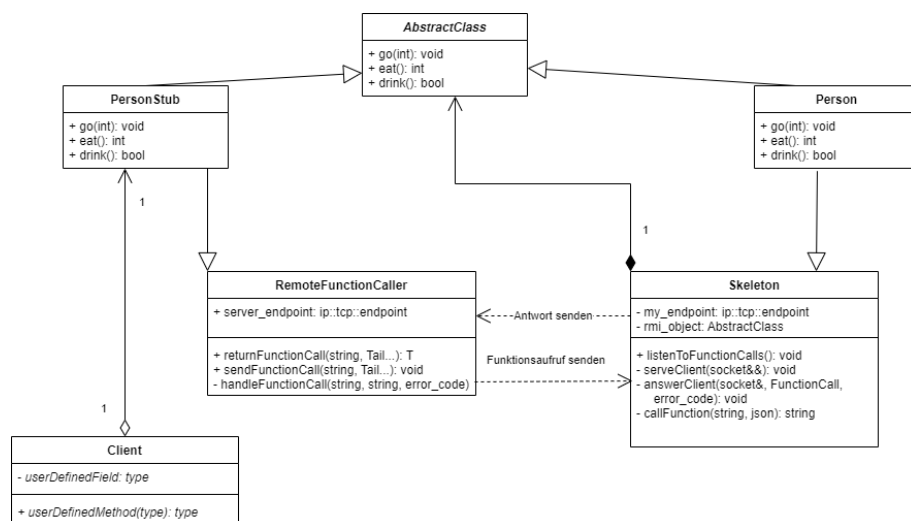 AbstractClass
+ go(int): void
+ eat(): int
+ drink(): bool
PersonStub
+ go(int): void
+ eat(): int
+ drink(): bool
Person
+ go(int): void
+ eat(): int
+ drink(): bool
1
1
RemoteFunctionCaller
+ server_endpoint: ip::tcp::endpoint
+ returnFunctionCall(string, Tail...): T
+ sendFunctionCall(string, Tail...): void
- handleFunctionCall(string, string, error_code)
Antwort senden
Funktionsaufruf senden
Skeleton
- my_endpoint: ip::tcp::endpoint
- rmi_object: AbstractClass
+ listenToFunctionCalls(): void
- serveClient(socket&&): void
- answerClient(socket&, FunctionCall,
error_code): void
- callFunction(string, json): string
1
Client
- userDefinedField: type
+ userDefinedMethod(type): type